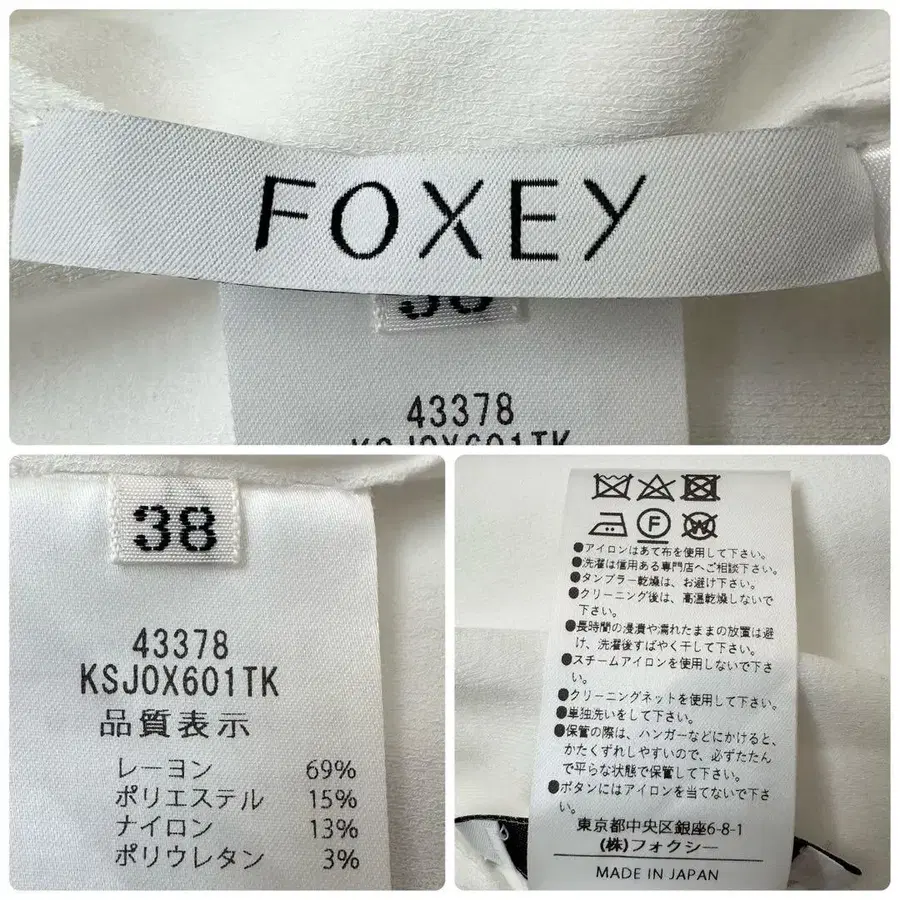 FOXEY
38
43378
KSJOX601TK
38
43378
KSJOX601TK
品質表示
レーヨン 69%
ポリエステル 15%
ナイロン 13%
ポリウレタン 3%
F
W
●アイロンはあて布を使用して下さい。
●洗濯は信用ある専門店へご相談下さい。
●タンブラー乾燥は、お避け下さい。
●クリーニング後は、高温乾燥しないで
下さい。
●長時間の浸漬や濡れたままの放置は避
け、洗濯後すばやく干して下さい。
●スチームアイロンを使用しないで下さ
い。
●クリーニングネットを使用して下さい。
●単独洗いをして下さい。
●保管の際は、ハンガーなどにかけると、
かたくずれしやすいので、必ずたたん
で平らな状態で保管して下さい。
●ボタンにはアイロンを当てないで下さ
い。
東京都中央区銀座6-8-1
(株)フォクシー
MADE IN JAPAN